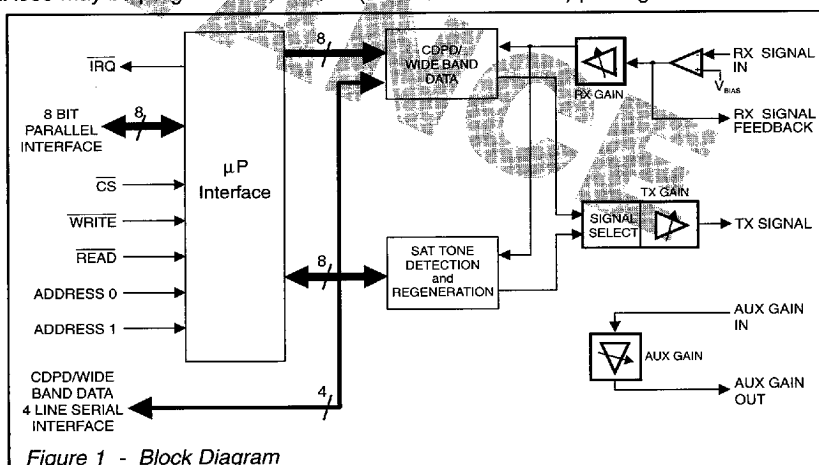 IRQ
8 BIT
PARALLEL
INTERFACE
8
CS
WRITE
READ
ADDRESS 0
ADDRESS 1
CDPD/WIDE
BAND DATA
4 LINE SERIAL
INTERFACE
µP
Interface
8
8
4
CDPD/
WIDE BAND
DATA
SAT TONE
DETECTION
and
REGENERATION
RX GAIN
RX SIGNAL
IN
VBIAS
RX SIGNAL
FEEDBACK
TX GAIN
SIGNAL
SELECT
TX SIGNAL
AUX GAIN
IN
AUX GAIN
AUX GAIN
OUT
Figure 1 - Block Diagram